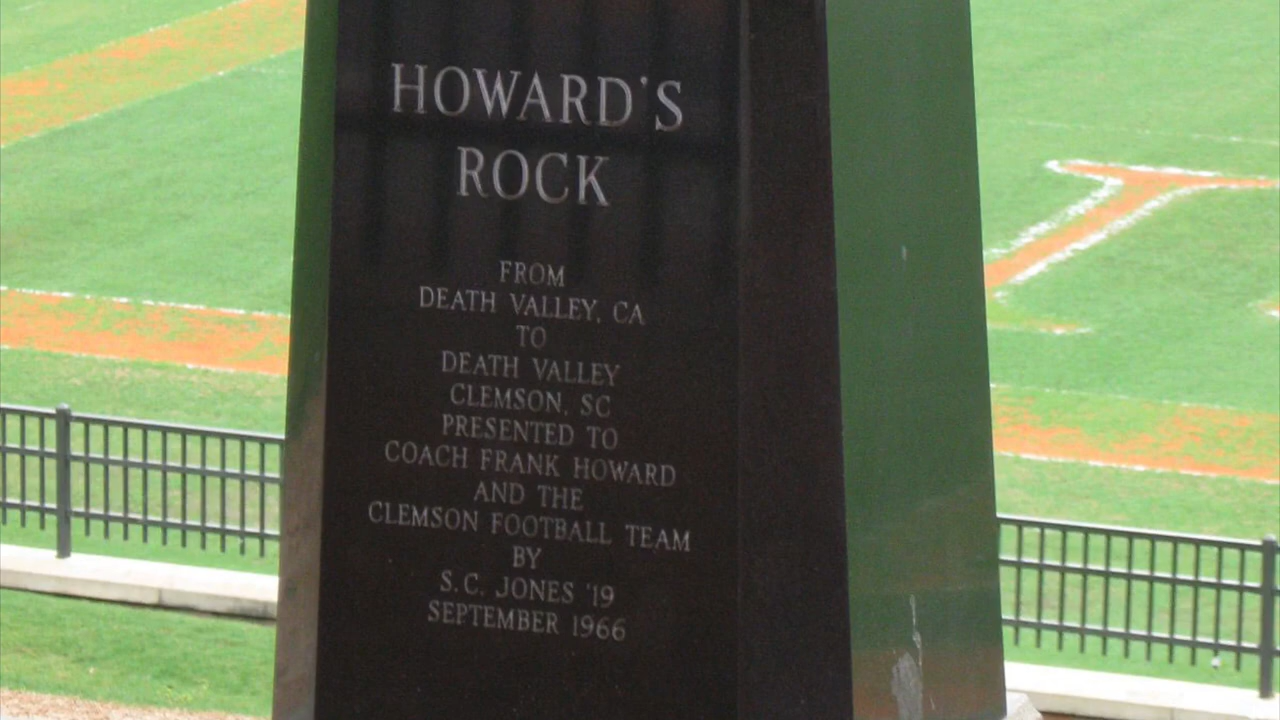 HOWARD'S
ROCK
FROM
DEATH VALLEY, CA
TO
DEATH VALLEY
CLEMSON, SC
PRESENTED TO
COACH FRANK HOWARD
AND THE
CLEMSON FOOTBALL TEAM
BY
S.C. JONES '19
SEPTEMBER 1966